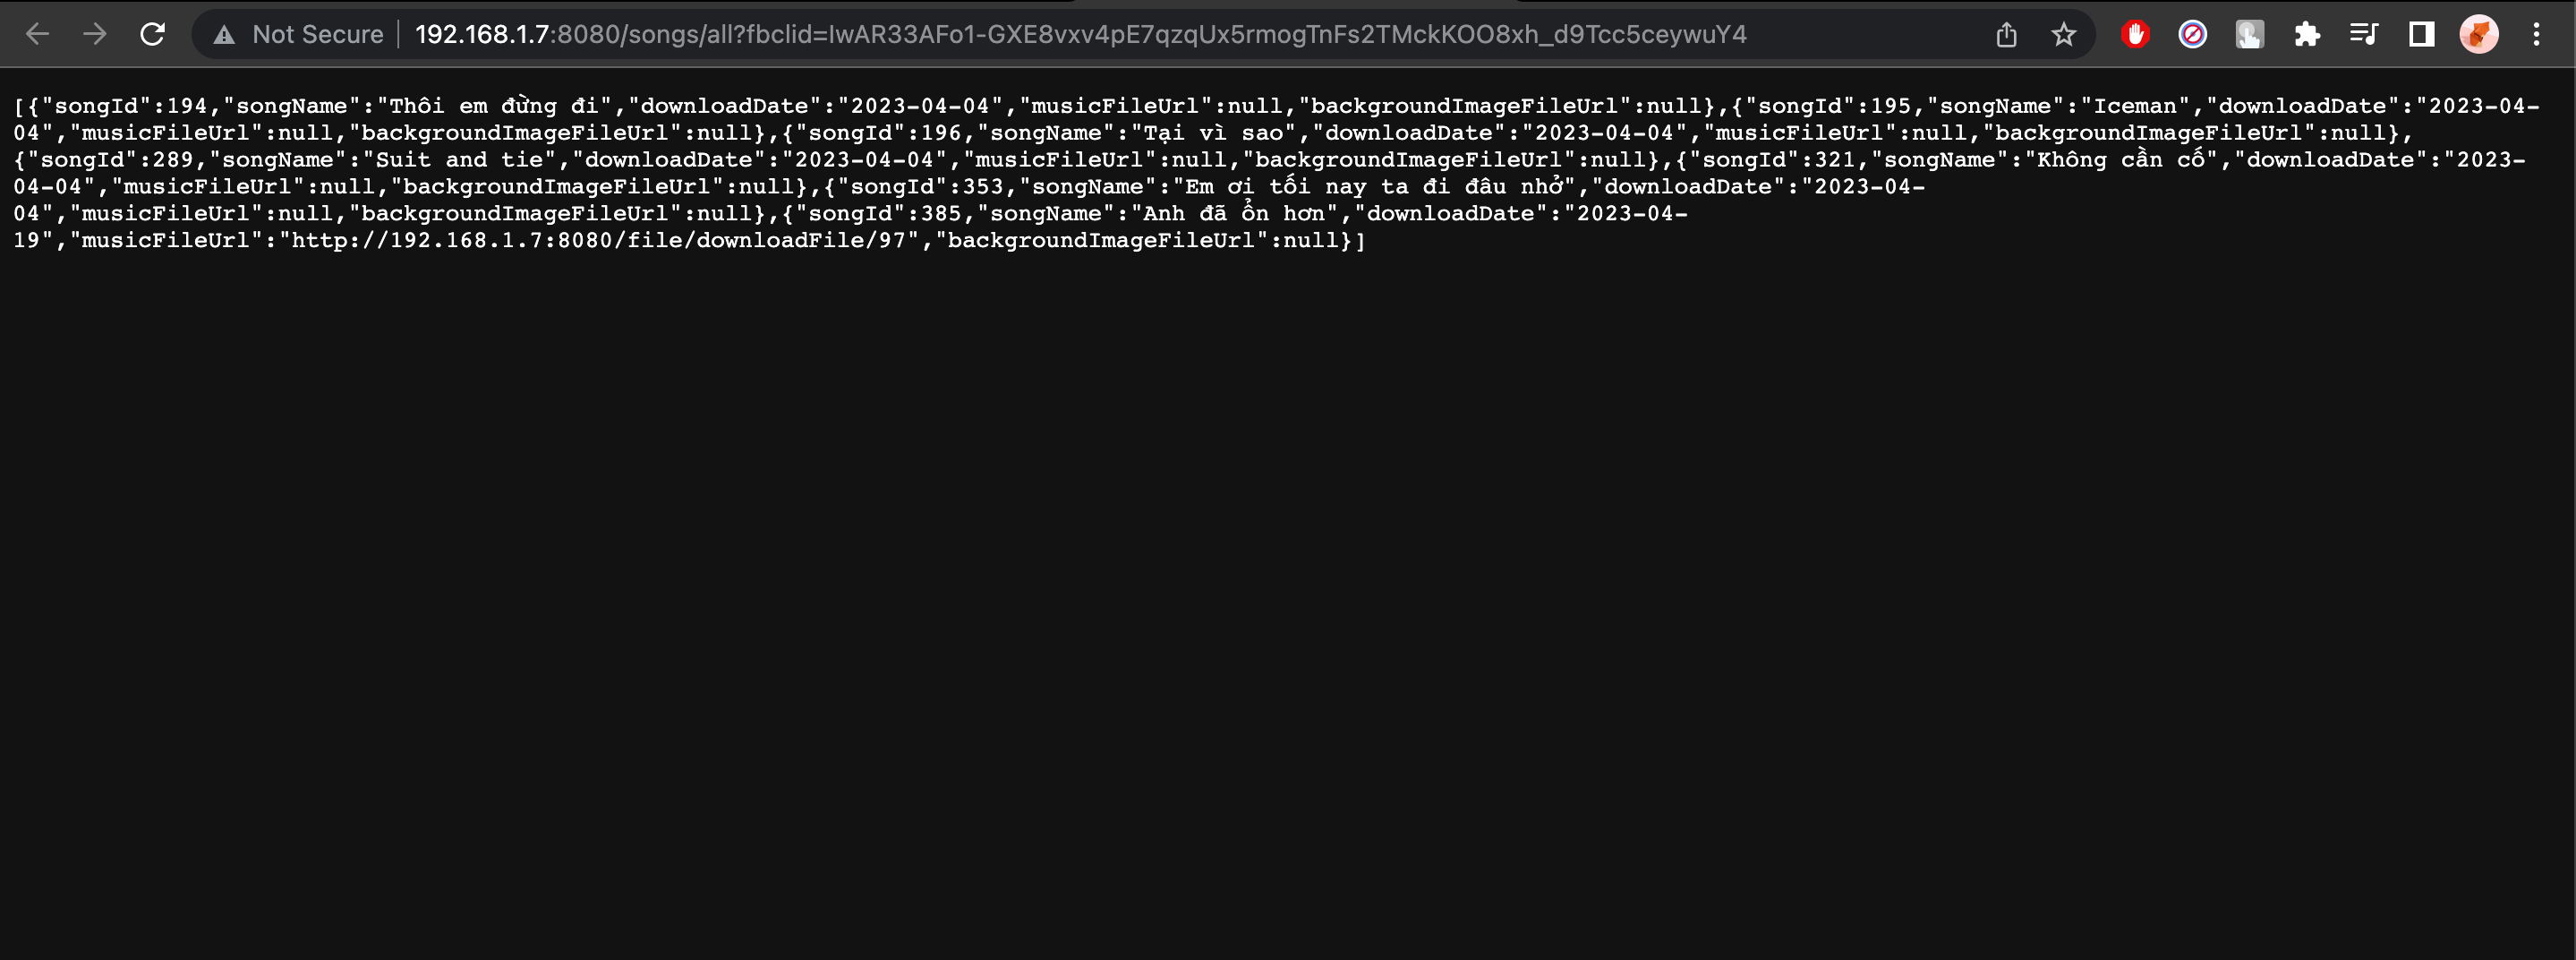 Not Secure 192.168.1.7:8080/songs/all?fbclid=IwAR33AFo1-GXE8vxv4pE7qzqUx5rmogTnFs2TMckKOO8xh_d9Tcc5ceywuY4
[{"songId":194,"songName":"Thôi em đừng đi","downloadDate":"2023-04-04","musicFileUrl":null,"backgroundImageFileUrl":null},{"songId":195,"songName":"Iceman","downloadDate":"2023-04-
04","musicFileUrl":null,"backgroundImageFileUrl":null},{"songId":196,"songName":"Tại vì sao","downloadDate":"2023-04-04","musicFileUrl":null,"backgroundImageFileUrl":null},
{"songId":289,"songName":"Suit and tie","downloadDate":"2023-04-04","musicFileUrl":null,"backgroundImageFileUrl":null},{"songId":321,"songName":"Không cần cố","downloadDate":"2023-
04-04","musicFileUrl":null,"backgroundImageFileUrl":null},{"songId":353,"songName":"Em ơi tối nay ta đi đâu nhở","downloadDate":"2023-04-
04","musicFileUrl":null,"backgroundImageFileUrl":null},{"songId":385,"songName":"Anh đã ổn hơn","downloadDate":"2023-04-
19","musicFileUrl":"http://192.168.1.7:8080/file/downloadFile/97","backgroundImageFileUrl":null}]